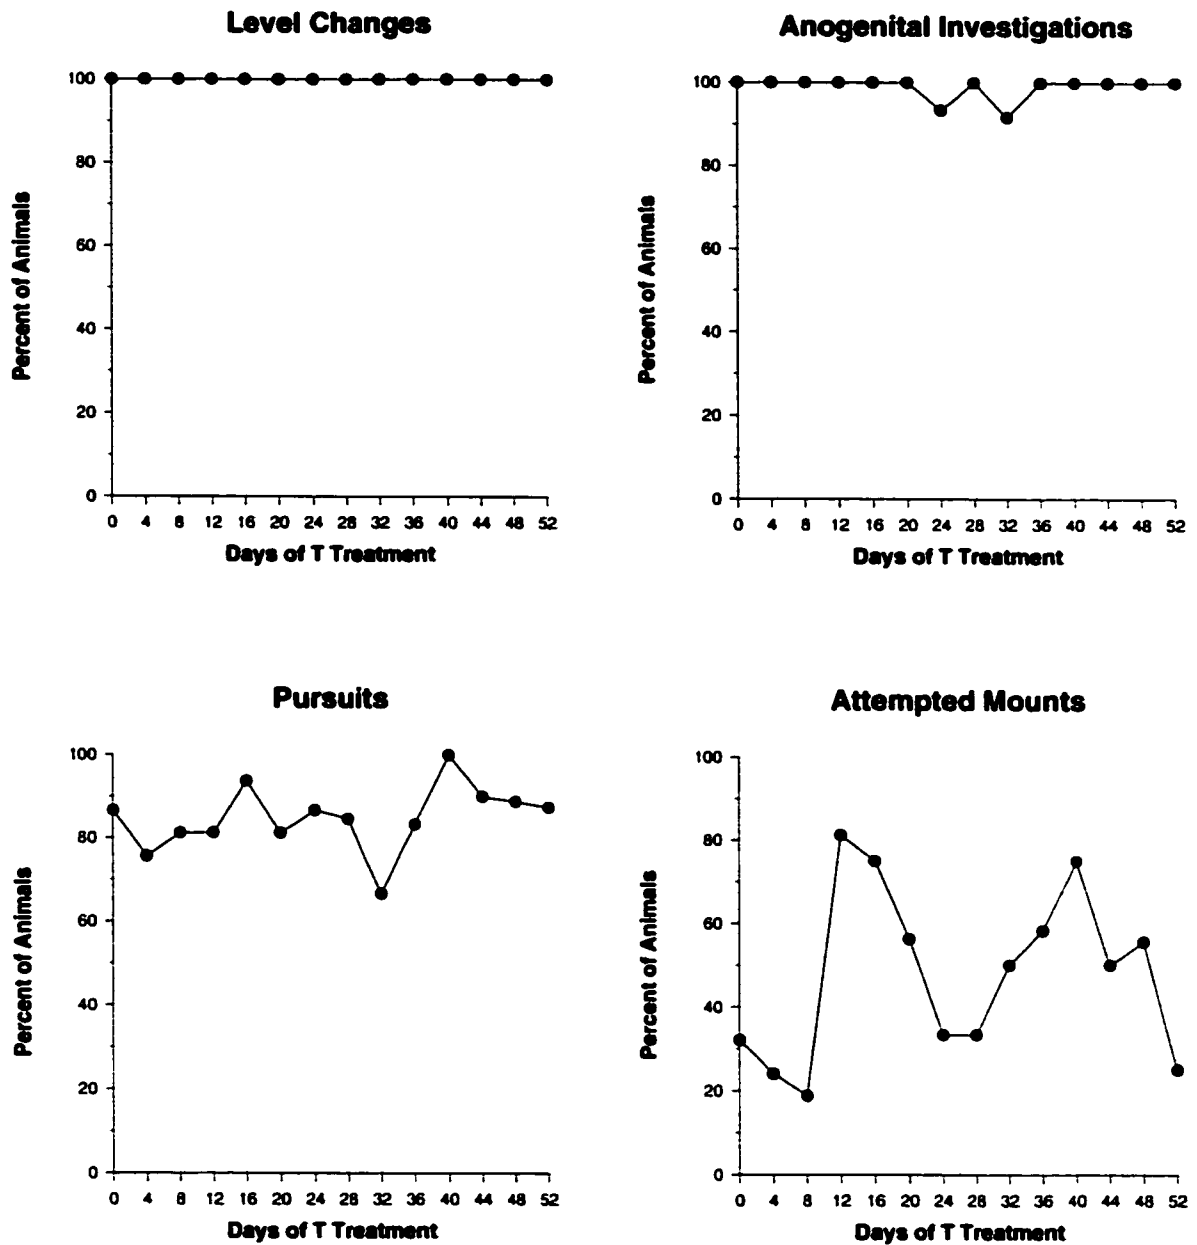 Level Changes
Percent of Animals
100
80
60
40
20
0
0 4 8 12 16 20 24 28 32 36 40 44 48 52
Days of T Treatment
Anogenital Investigations
Percent of Animals
100
80
60
40
20
0
0 4 8 12 16 20 24 28 32 36 40 44 48 52
Days of T Treatment
Pursuits
Percent of Animals
100
80
60
40
20
0
0 4 8 12 16 20 24 28 32 36 40 44 48 52
Days of T Treatment
Attempted Mounts
Percent of Animals
100
80
60
40
20
0
0 4 8 12 16 20 24 28 32 36 40 44 48 52
Days of T Treatment